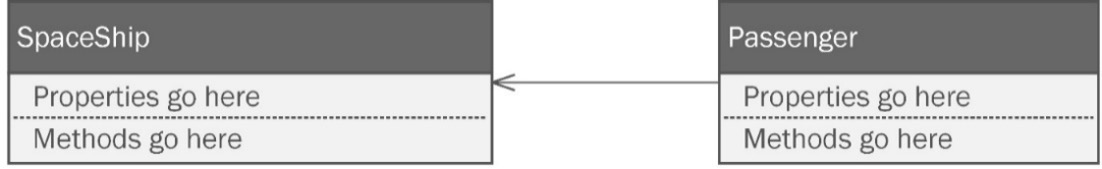 SpaceShip
Properties go here
Methods go here
Passenger
Properties go here
Methods go here